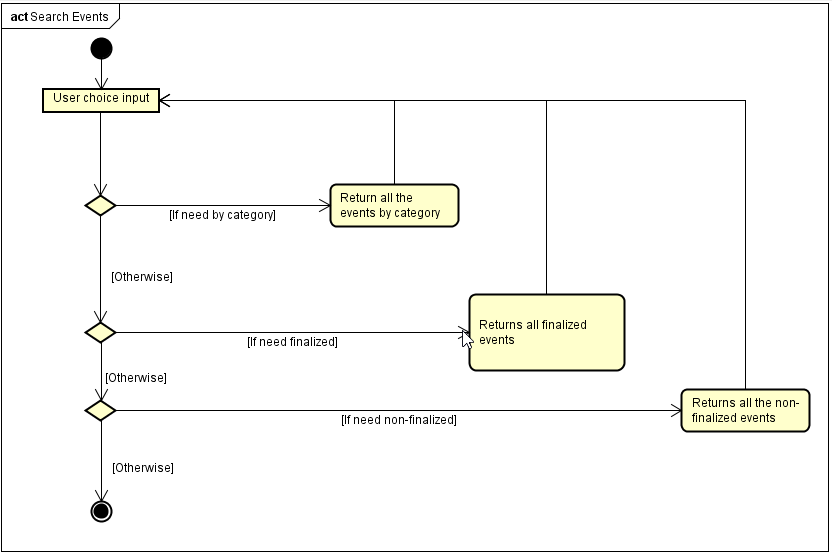 act Search Events
User choice input
Return all the
events by category
[If need by category]
[Otherwise]
Returns all finalized
events
[If need finalized]
[Otherwise]
Returns all the non-
finalized events
[If need non-finalized]
[Otherwise]